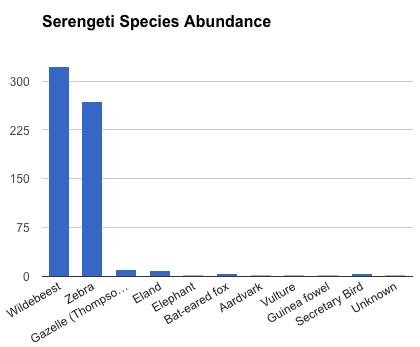 Serengeti Species Abundance
300
225
150
75
0
Wildebeest
Zebra
Gazelle (Thompso…
Eland
Elephant
Bat-eared fox
Aardvark
Vulture
Guinea fowel
Secretary Bird
Unknown